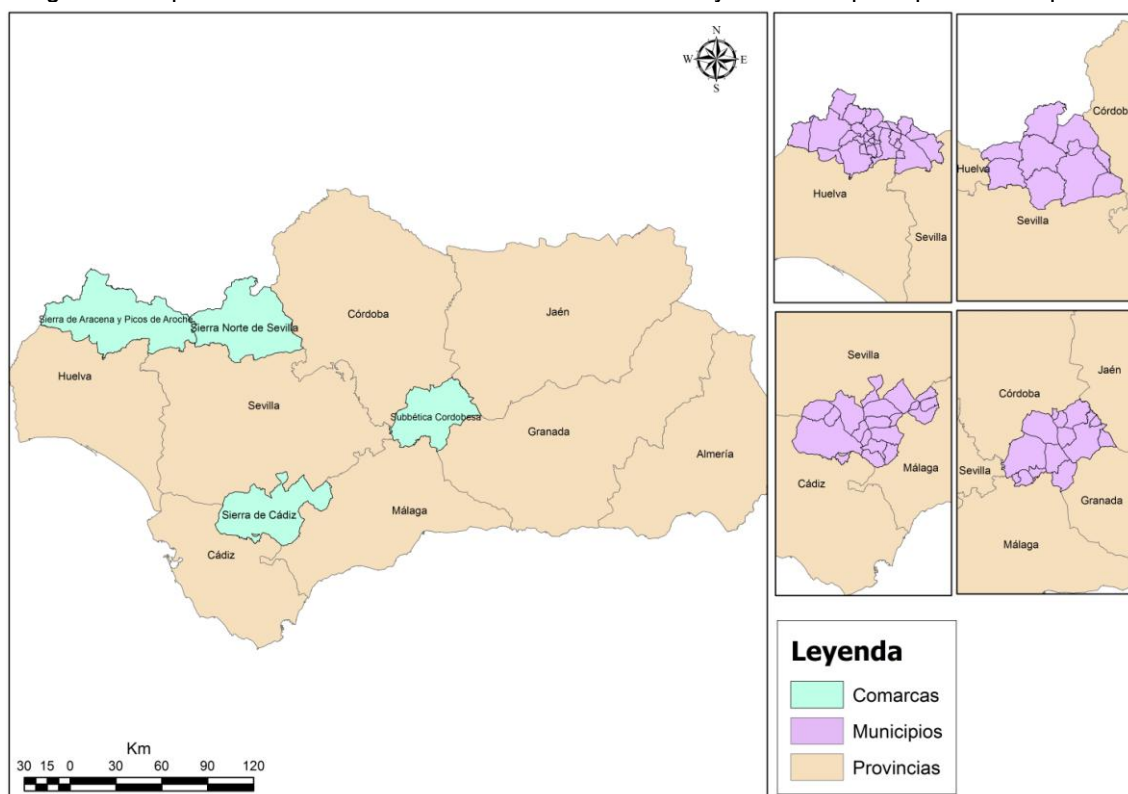 N
W E
S
Sierra de Aracena y Picos de Aroche
Sierra Norte de Sevilla
Córdoba
Jaén
Huelva
Sevilla
Subbética Cordobesa
Granada
Almería
Sierra de Cádiz
Málaga
Cádiz
Km
30 15 0 30 60 90 120
Huelva
Sevilla
Córdob
Huelva
Sevilla
Sevilla
Cádiz
Málaga
Jaén
Córdoba
Sevilla
Granada
Málaga
Leyenda
Comarcas
Municipios
Provincias